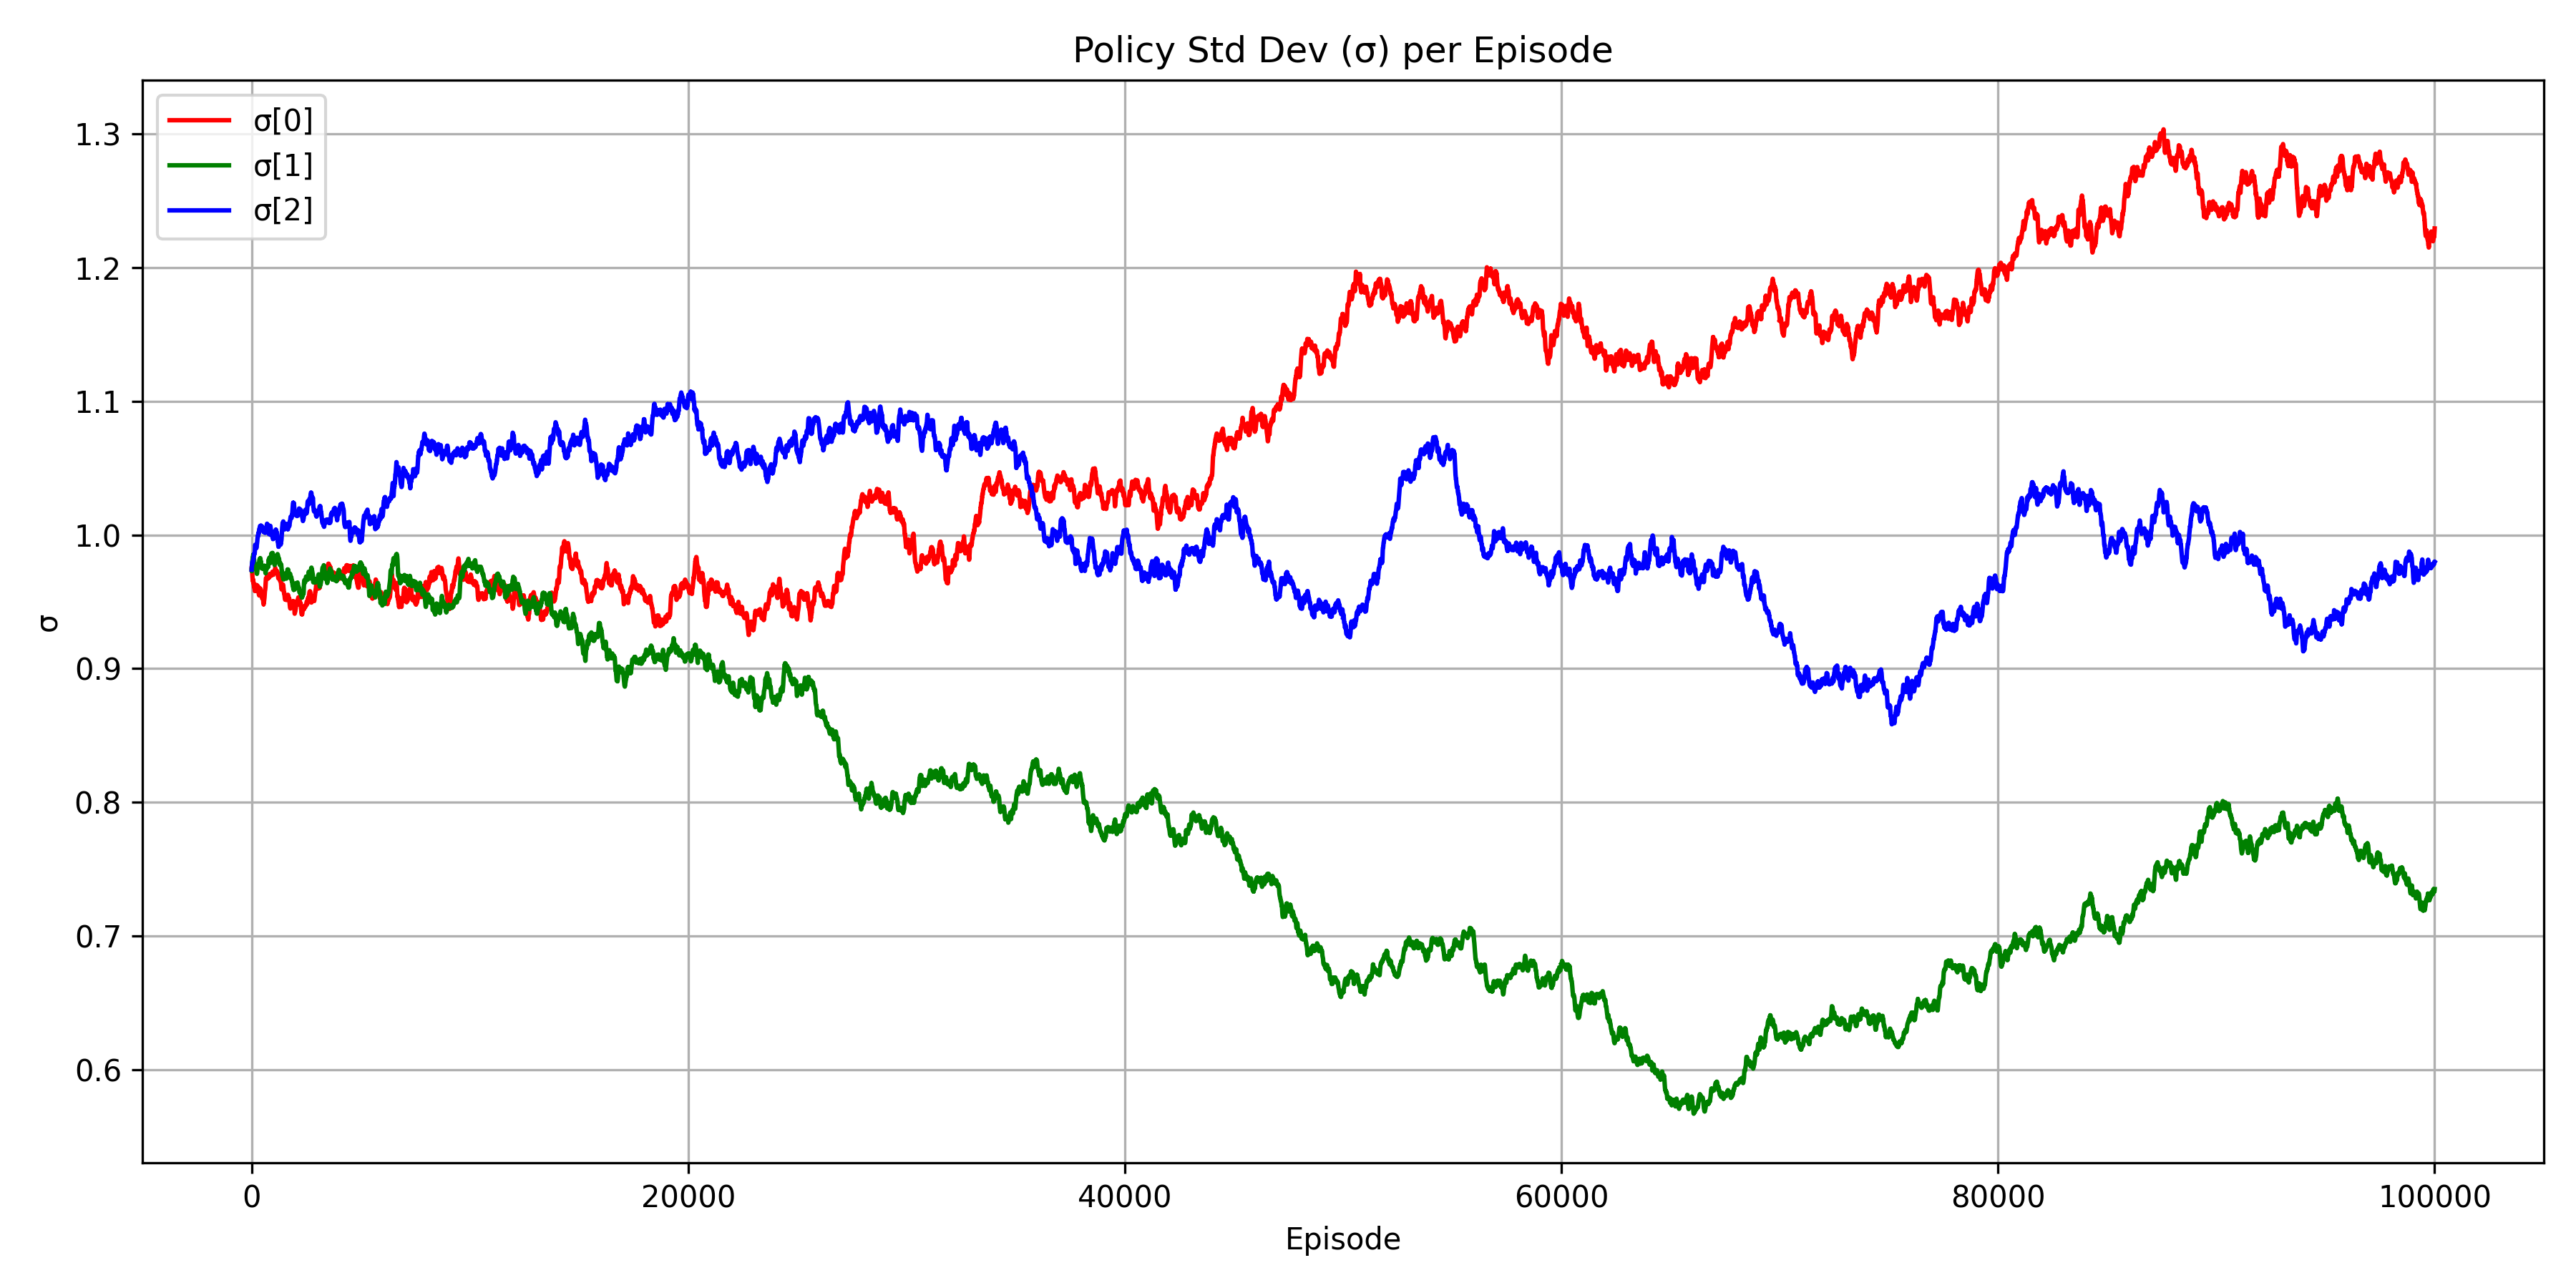 Policy Std Dev (σ) per Episode
σ[0]
σ[1]
σ[2]
1.3
1.2
1.1
1.0
0.9
0.8
0.7
0.6
σ
0 20000 40000 60000 80000 100000
Episode